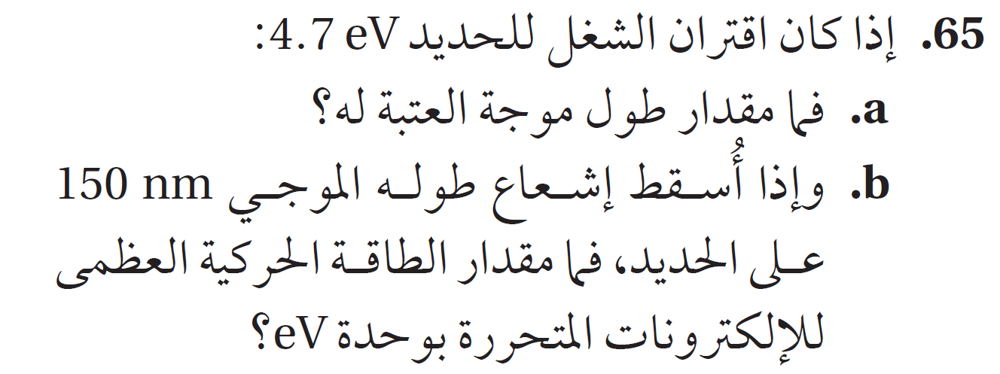 65. إذا كان اقتران الشغل للحديد 4.7 eV:
a. فما مقدار طول موجة العتبة له؟
b. وإذا أُسقط إشعاع طوله الموجي 150 nm
على الحديد، فما مقدار الطاقة الحركية العظمى
للإلكترونات المتحررة بوحدة eV؟